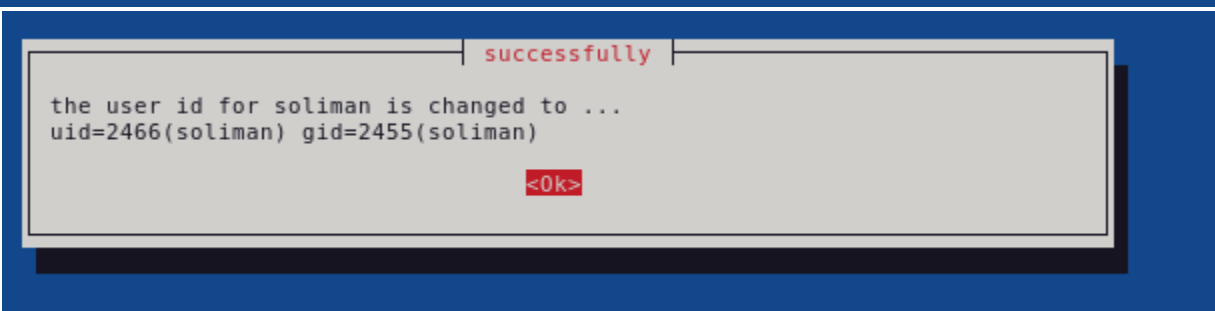 successfully
the user id for soliman is changed to ...
uid=2466(soliman) gid=2455(soliman)
<Ok>